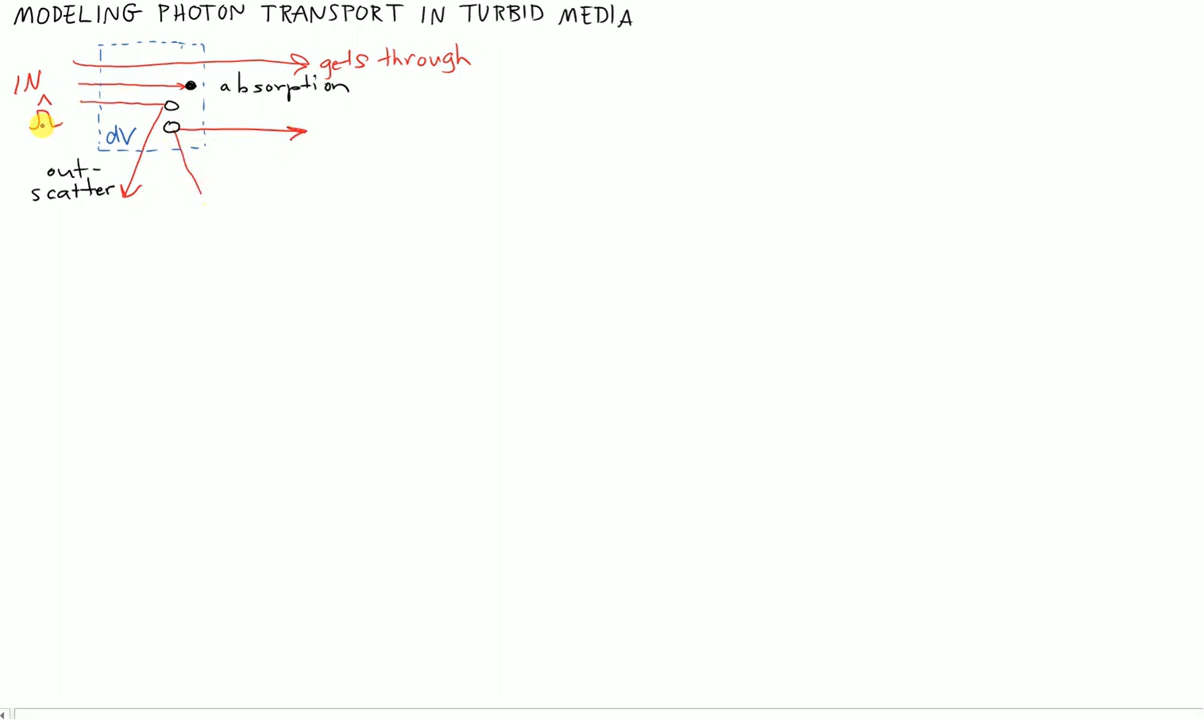 MODELING PHOTON TRANSPORT IN TURBID MEDIA
gets through
IN
absorption
Ω̂
dV
out-
scatter